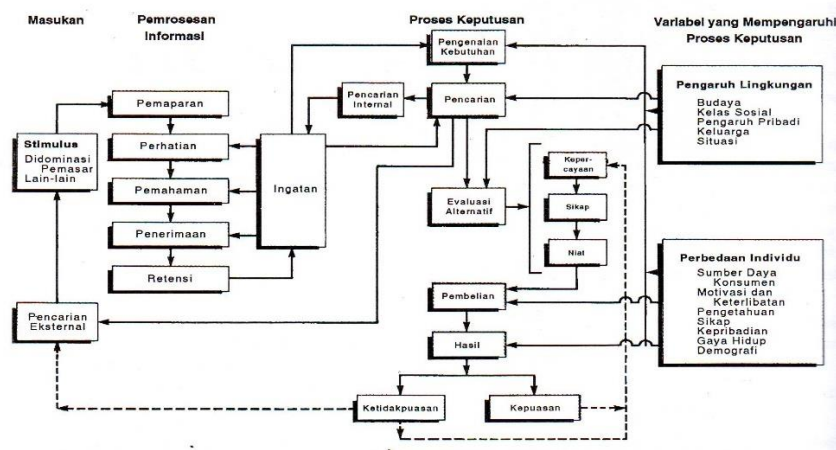 Masukan
Pemrosesan
Informasi
Proses Keputusan
Variabel yang Mempengaruhi
Proses Keputusan
Stimulus
Didominasi
Pemasar
Lain-lain
Pencarian
Eksternal
Pemaparan
Perhatian
Pemahaman
Penerimaan
Retensi
Ingatan
Pencarian
Internal
Pengenalan
Kebutuhan
Pencarian
Evaluasi
Alternatif
Keper-
cayaan
Sikap
Niat
Pembelian
Hasil
Ketidakpuasan
Kepuasan
Pengaruh Lingkungan
Budaya
Kelas Sosial
Pengaruh Pribadi
Keluarga
Situasi
Perbedaan Individu
Sumber Daya
Konsumen
Motivasi dan
Keterlibatan
Pengetahuan
Sikap
Kepribadian
Gaya Hidup
Demografi